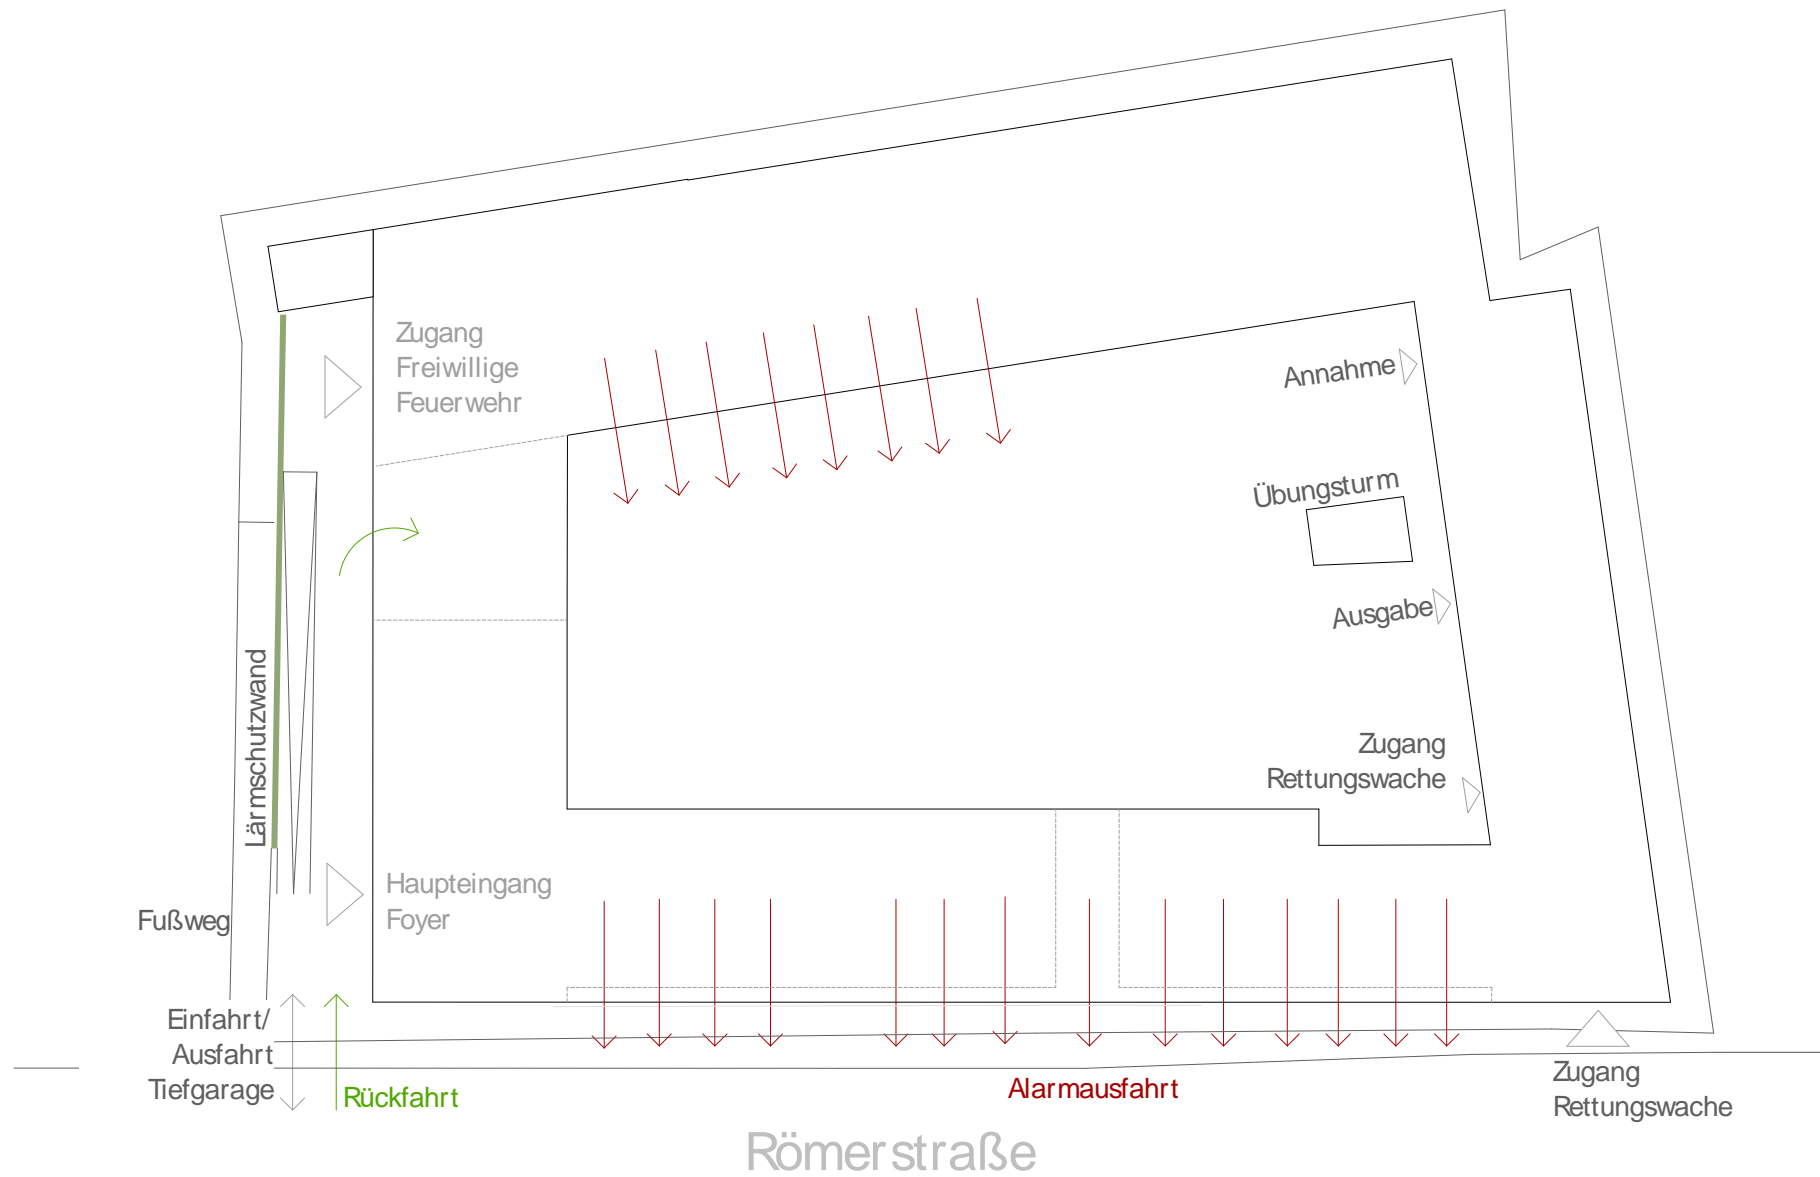 Zugang
Freiwillige
Feuerwehr
Annahme
Übungsturm
Ausgabe
Zugang
Rettungswache
Lärmschutzwand
Haupteingang
Foyer
Fußweg
Einfahrt/
Ausfahrt
Tiefgarage
Rückfahrt
Alarmausfahrt
Zugang
Rettungswache
Römerstraße